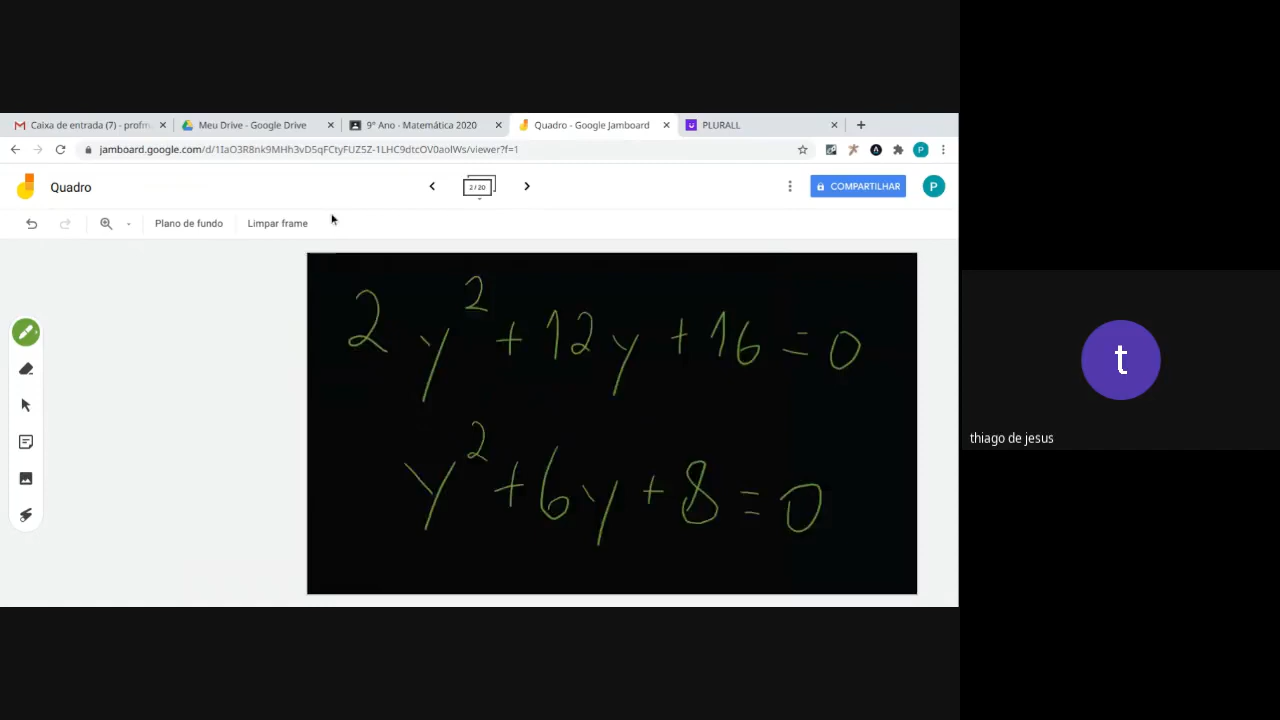 Caixa de entrada (7) - profm
Meu Drive - Google Drive
9º Ano - Matemática 2020
Quadro - Google Jamboard
PLURALL
jamboard.google.com/d/1IaO3R8nk9MHh3vD5qFCtyFUZ5Z-1LHC9dtcOV0aolWs/viewer?f=1
Quadro
2 / 20
COMPARTILHAR
P
Plano de fundo
Limpar frame
2y² + 12y + 16 = 0
y² + 6y + 8 = 0
t
thiago de jesus